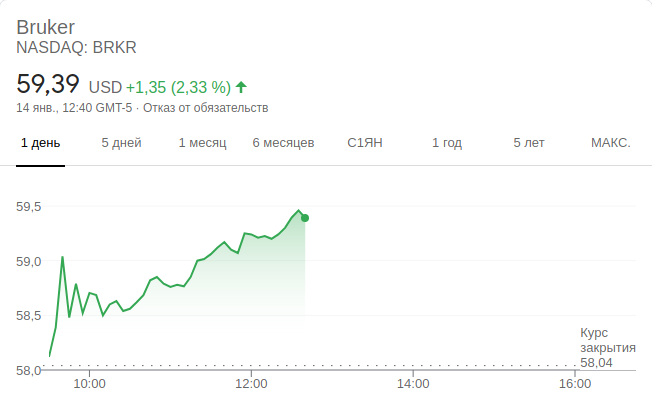 Bruker
NASDAQ: BRKR
59,39 USD +1,35 (2,33 %)
14 янв., 12:40 GMT-5 · Отказ от обязательств
1 день 5 дней 1 месяц 6 месяцев С1ЯН 1 год 5 лет МАКС.
59,5
59,0
58,5
58,0
Курс
закрытия
58,04
10:00 12:00 14:00 16:00